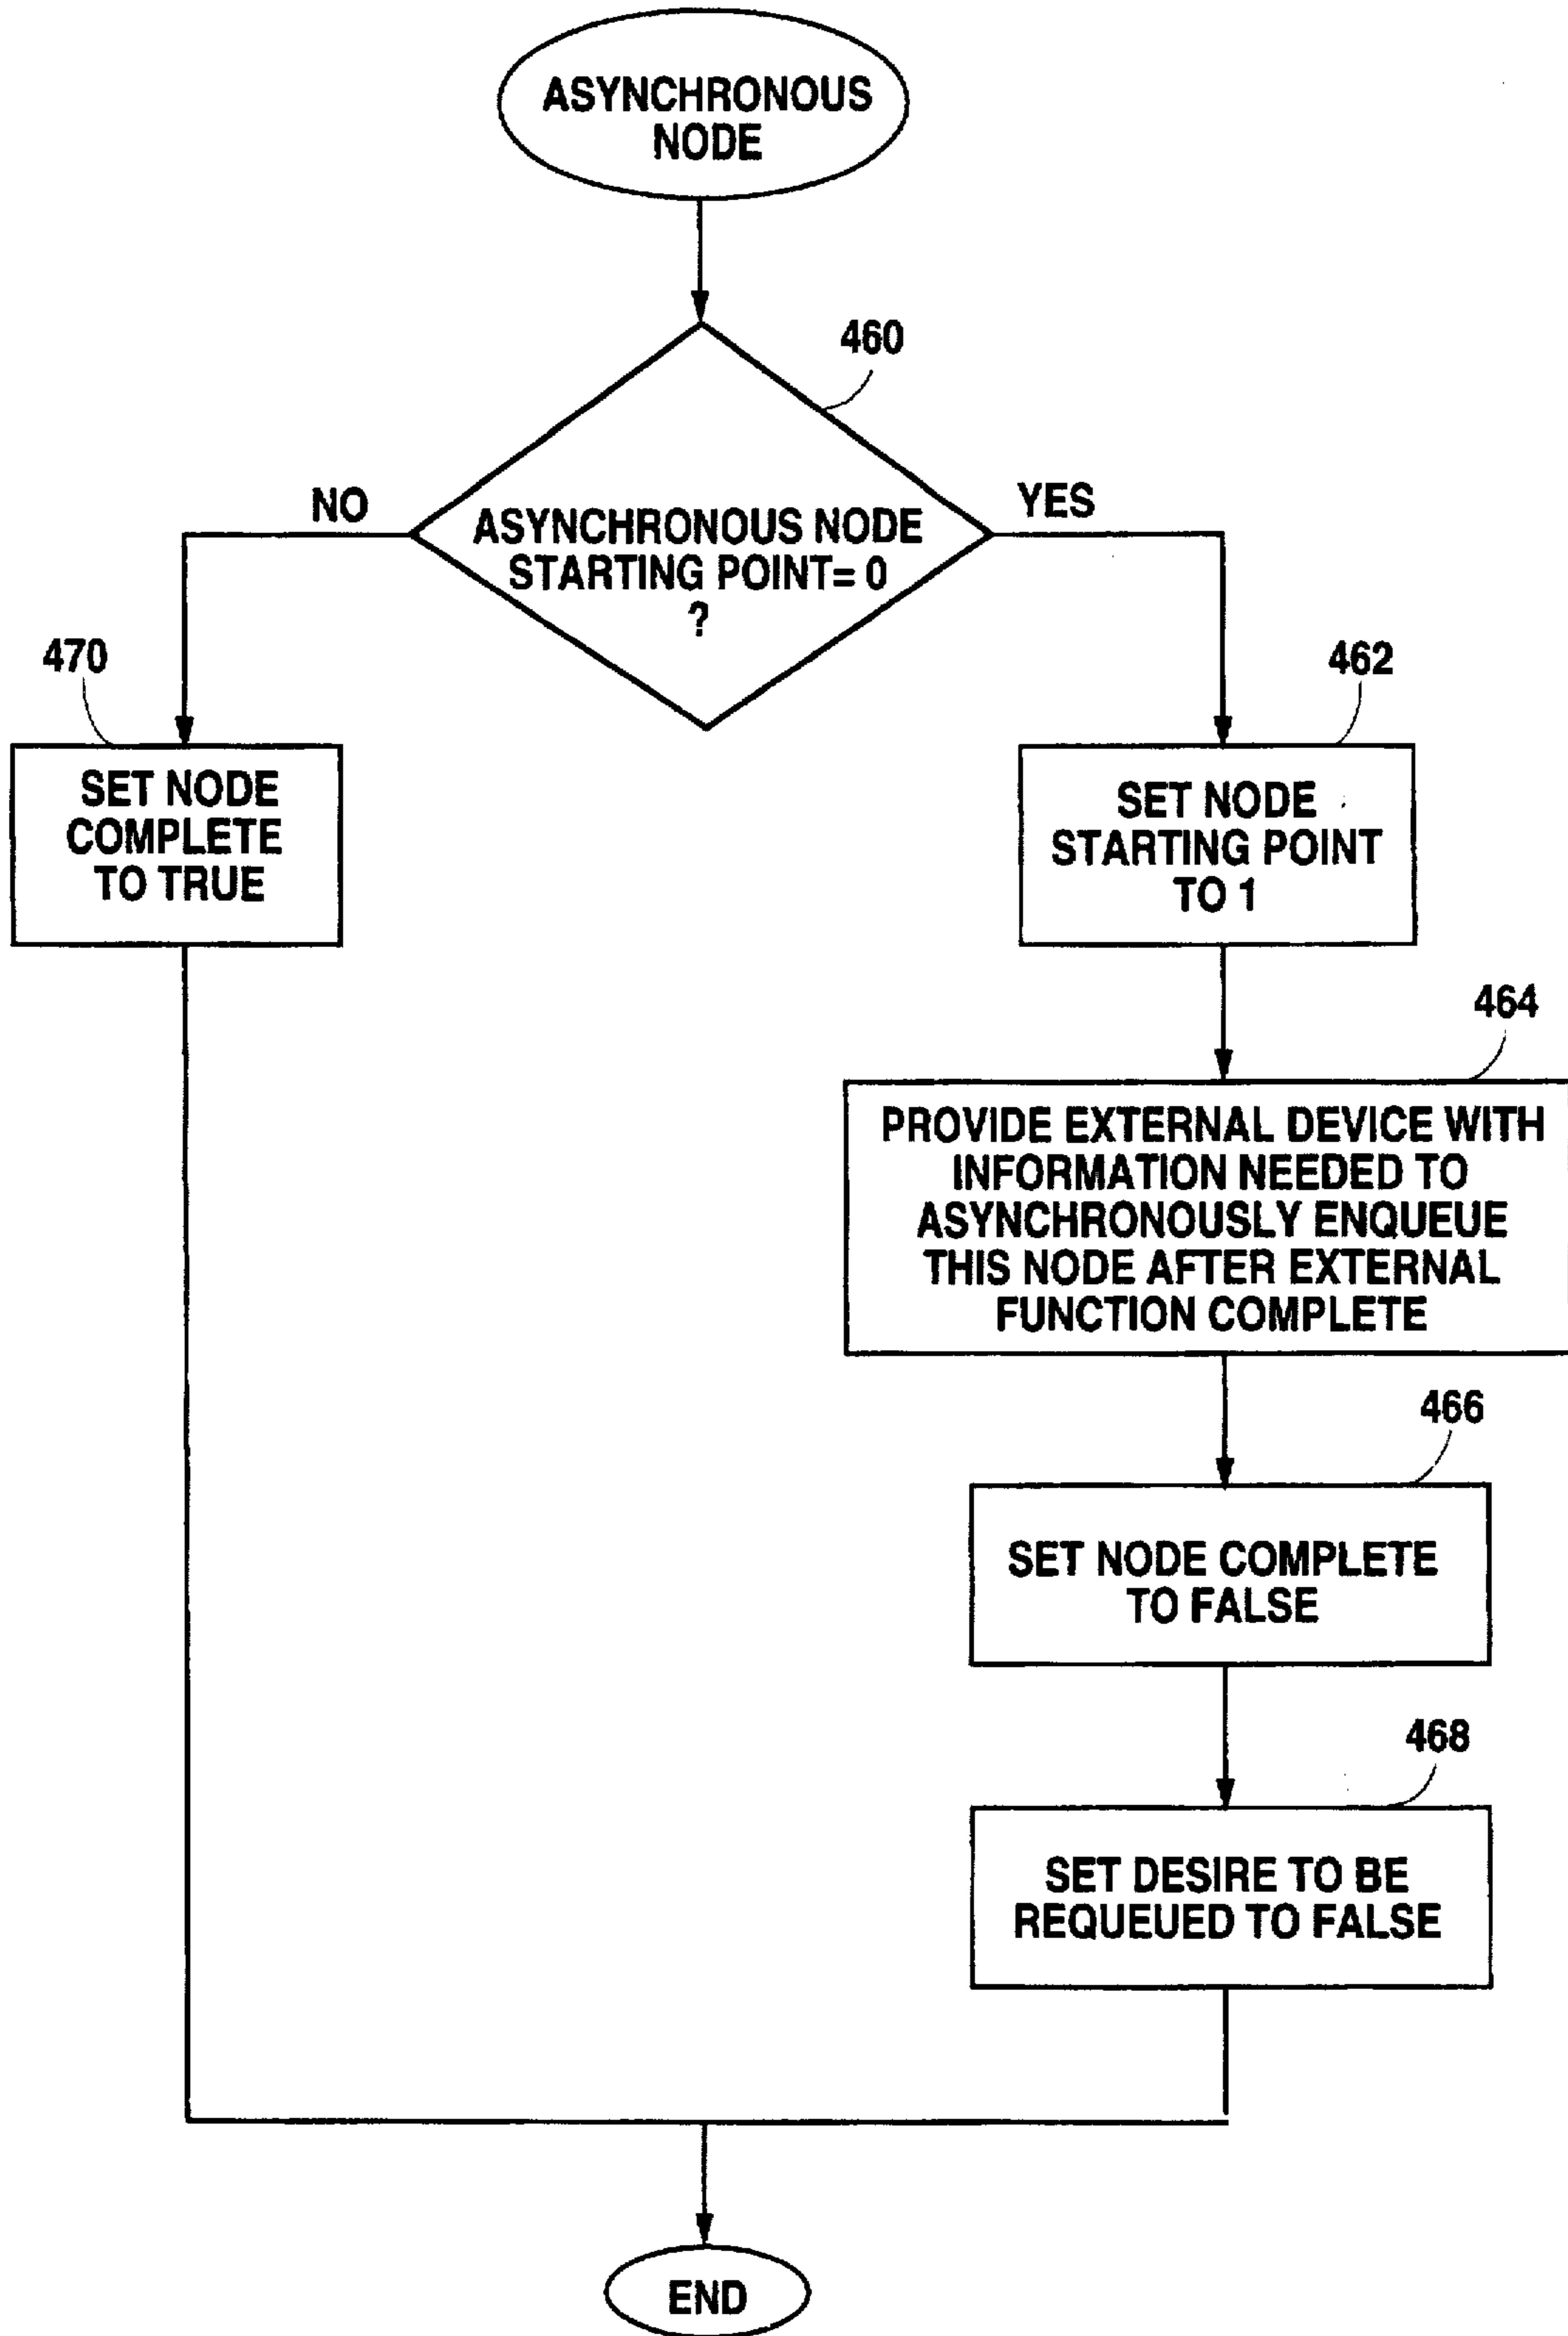 ASYNCHRONOUS
NODE
460
NO
YES
ASYNCHRONOUS NODE
STARTING POINT= 0
?
470
462
SET NODE
COMPLETE
TO TRUE
SET NODE
STARTING POINT
TO 1
464
PROVIDE EXTERNAL DEVICE WITH
INFORMATION NEEDED TO
ASYNCHRONOUSLY ENQUEUE
THIS NODE AFTER EXTERNAL
FUNCTION COMPLETE
466
SET NODE COMPLETE
TO FALSE
468
SET DESIRE TO BE
REQUEUED TO FALSE
END